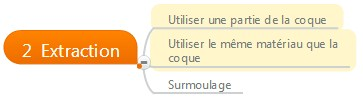 2 Extraction
Utiliser une partie de la coque
Utiliser le même matériau que la
coque
Surmoulage